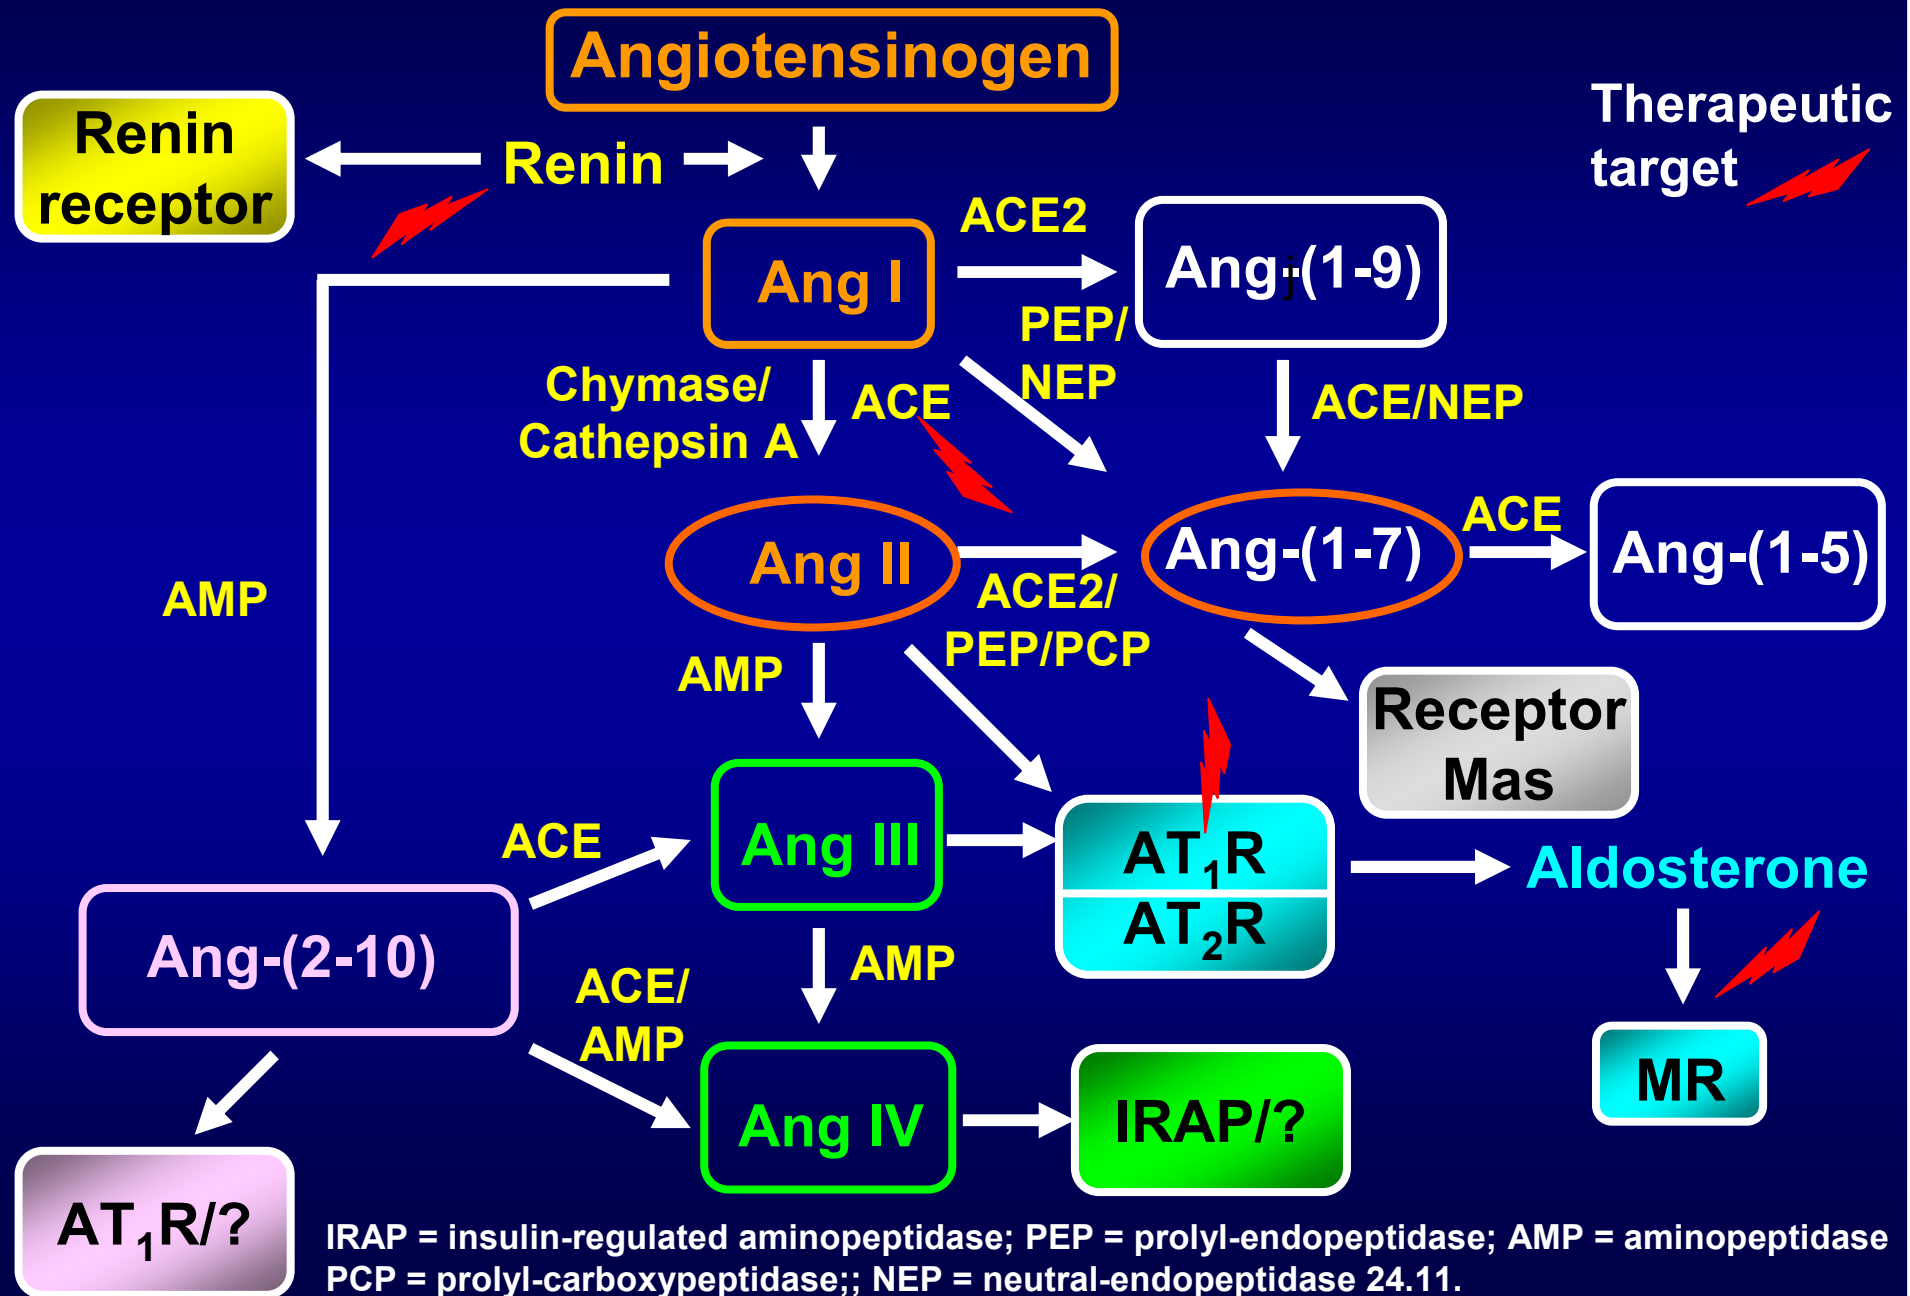 Angiotensinogen
Therapeutic
target
Renin
receptor
Renin
ACE2
Ang I
Angj-(1-9)
PEP/
NEP
Chymase/
Cathepsin A
ACE
ACE/NEP
Ang II
Ang-(1-7)
ACE
Ang-(1-5)
AMP
ACE2/
PEP/PCP
AMP
Receptor
Mas
ACE
Ang III
AT₁R
AT₂R
Aldosterone
Ang-(2-10)
AMP
ACE/
AMP
MR
Ang IV
IRAP/?
AT₁R/?
IRAP = insulin-regulated aminopeptidase; PEP = prolyl-endopeptidase; AMP = aminopeptidase
PCP = prolyl-carboxypeptidase;; NEP = neutral-endopeptidase 24.11.